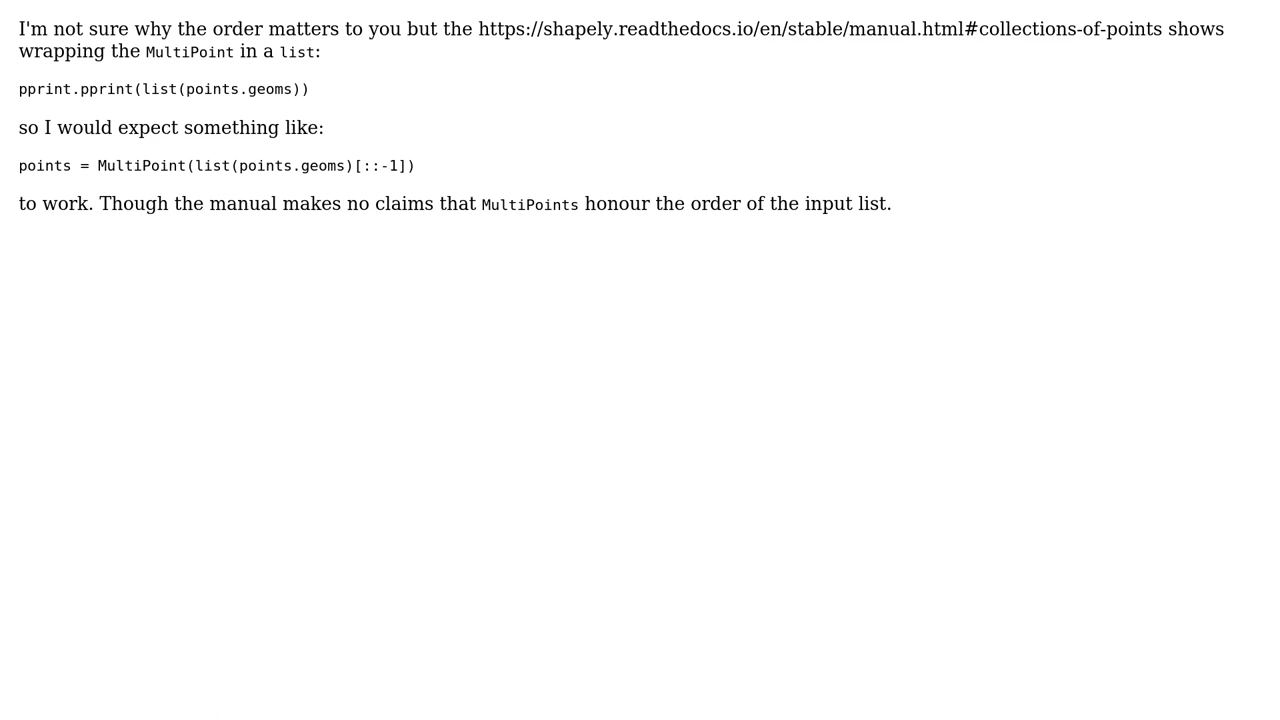 I'm not sure why the order matters to you but the https://shapely.readthedocs.io/en/stable/manual.html#collections-of-points shows
wrapping the MultiPoint in a list:
pprint.pprint(list(points.geoms))
so I would expect something like:
points = MultiPoint(list(points.geoms)[::-1])
to work. Though the manual makes no claims that MultiPoints honour the order of the input list.